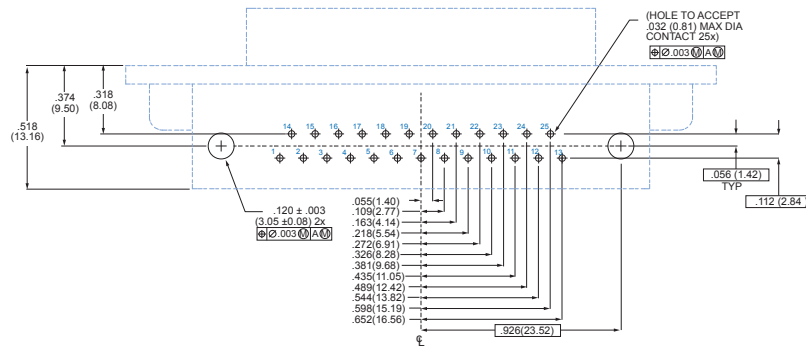 (HOLE TO ACCEPT
.032 (0.81) MAX DIA
CONTACT 25x)
⌖ Ø.003 Ⓜ A Ⓜ
.518
(13.16)
.374
(9.50)
.318
(8.08)
14 15 16 17 18 19 20 21 22 23 24 25
1 2 3 4 5 6 7 8 9 10 11 12 13
.056 (1.42)
TYP
.112 (2.84
.120 ± .003
(3.05 ±0.08) 2x
⌖ Ø.003 Ⓜ A Ⓜ
.055(1.40)
.109(2.77)
.163(4.14)
.218(5.54)
.272(6.91)
.326(8.28)
.381(9.68)
.435(11.05)
.489(12.42)
.544(13.82)
.598(15.19)
.652(16.56)
.926(23.52)
℄